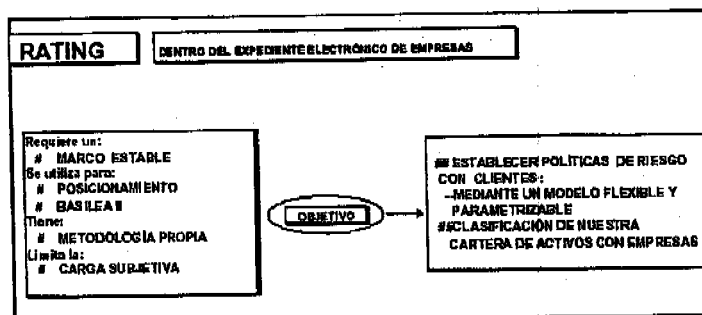 RATING
DENTRO DEL EXPEDIENTE ELECTRÓNICO DE EMPRESAS
Requiere un:
# MARCO ESTABLE
Se utiliza para:
# POSICIONAMIENTO
# BASILEA II
Tiene:
# METODOLOGÍA PROPIA
Limita la:
# CARGA SUBJETIVA
OBJETIVO
## ESTABLECER POLÍTICAS DE RIESGO
CON CLIENTES:
--MEDIANTE UN MODELO FLEXIBLE Y
PARAMETRIZABLE
##CLASIFICACIÓN DE NUESTRA
CARTERA DE ACTIVOS CON EMPRESAS